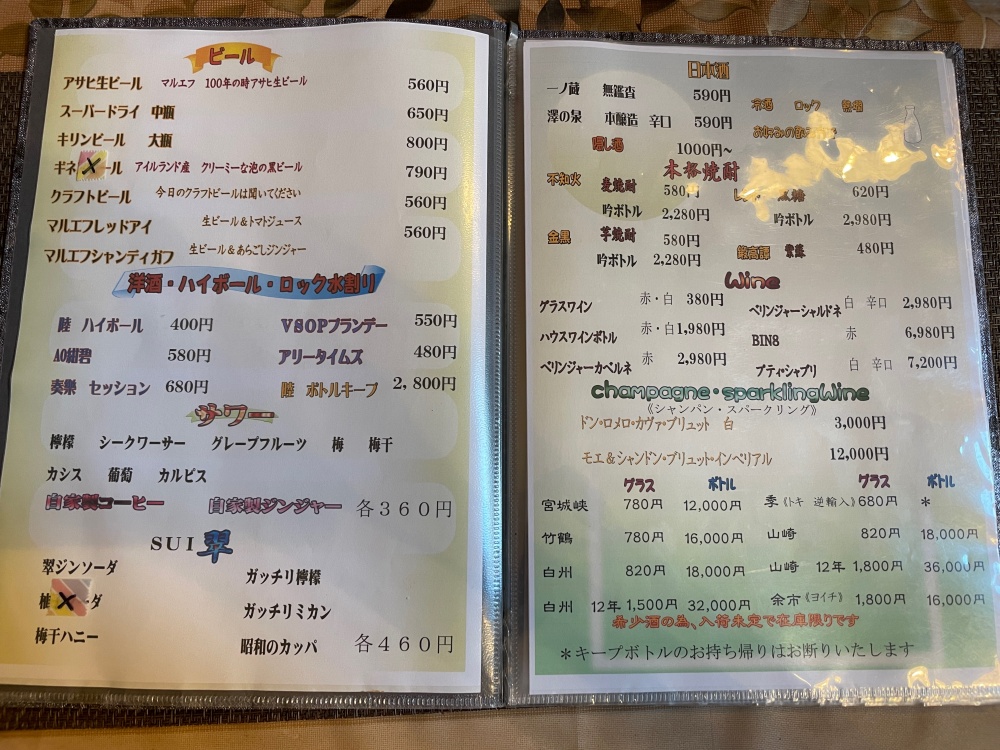 ビール
アサヒ生ビール マルエフ 100年の時アサヒ生ビール 560円
スーパードライ 中瓶 650円
キリンビール 大瓶 800円
ギネ ール アイルランド産 クリーミーな泡の黒ビール 790円
クラフトビール 今日のクラフトビールは聞いてください
マルエフレッドアイ 生ビール&トマトジュース 560円
マルエフシャンディガフ 生ビール&あらごしジンジャー 560円
洋酒・ハイボール・ロック水割り
陸 ハイボール 400円 VSOPブランデー 550円
AO紺碧 580円 アリータイムズ 480円
奏樂 セッション 680円 陸 ボトルキープ 2,800円
サワー
檸檬 シークワーサー グレープフルーツ 梅 梅干
カシス 葡萄 カルピス
自家製コーヒー 自家製ジンジャー 各360円
SUI 翠
翠ジンソーダ ガッチリ檸檬
ダ ガッチリミカン
梅干ハニー 昭和のカッパ 各460円
日本酒
一ノ蔵 無鑑査 590円 冷酒 ロック 熱燗
澤の泉 本醸造 辛口 590円
隠し酒 1000円~
本格焼酎
不知火 麦焼酎 580円 黒糖 620円
吟ボトル 2,280円 吟ボトル 2,980円
金黒 芋焼酎 580円 鍛高譚 紫蘇 480円
吟ボトル 2,280円
Wine
グラスワイン 赤・白 380円 ベリンジャーシャルドネ 白 辛口 2,980円
ハウスワインボトル 赤・白 1,980円 BIN8 赤 6,980円
ベリンジャーカベルネ 赤 2,980円 プティシャブリ 白 辛口 7,200円
champagne・sparklingWine
《シャンパン・スパークリング》
ドン・ロメロ・カヴァ・ブリュット 白 3,000円
モエ&シャンドン・ブリュット・インペリアル 12,000円
グラス ボトル グラス ボトル
宮城峡 780円 12,000円 季《トキ 逆輸入》 680円 *
竹鶴 780円 16,000円 山崎 820円 18,000円
白州 820円 18,000円 山崎 12年 1,800円 36,000円
白州 12年 1,500円 32,000円 余市《ヨイチ》 1,800円 16,000円
希少酒の為、入荷未定で在庫限りです
*キープボトルのお持ち帰りはお断りいたします